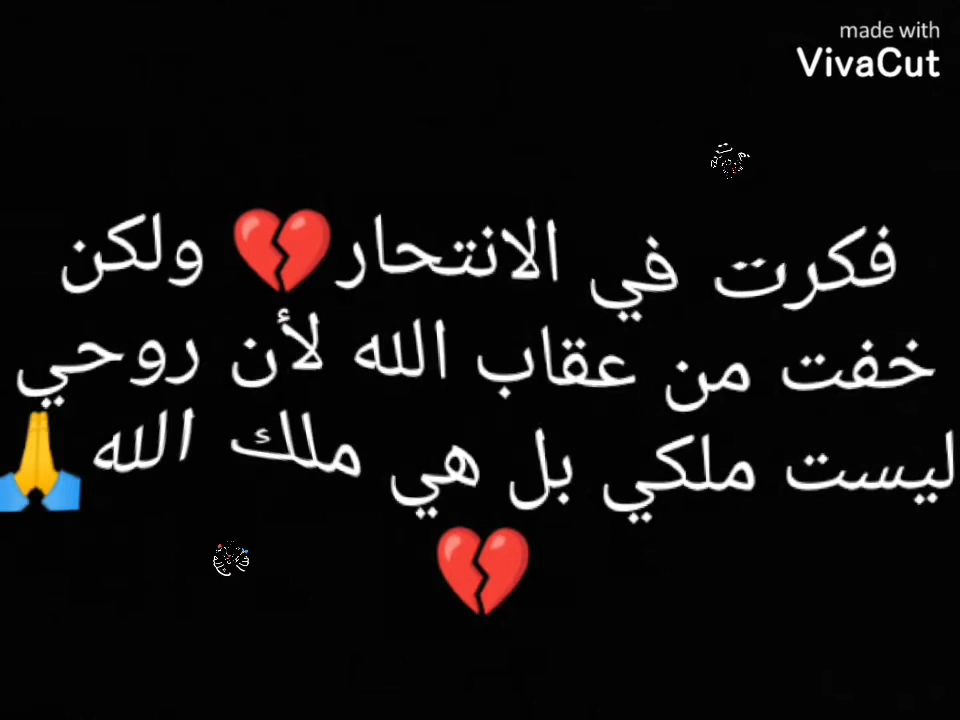 made with
VivaCut
فكرت في الانتحار💔 ولكن
خفت من عقاب الله لأن روحي
ليست ملكي بل هي ملك الله🙏
💔